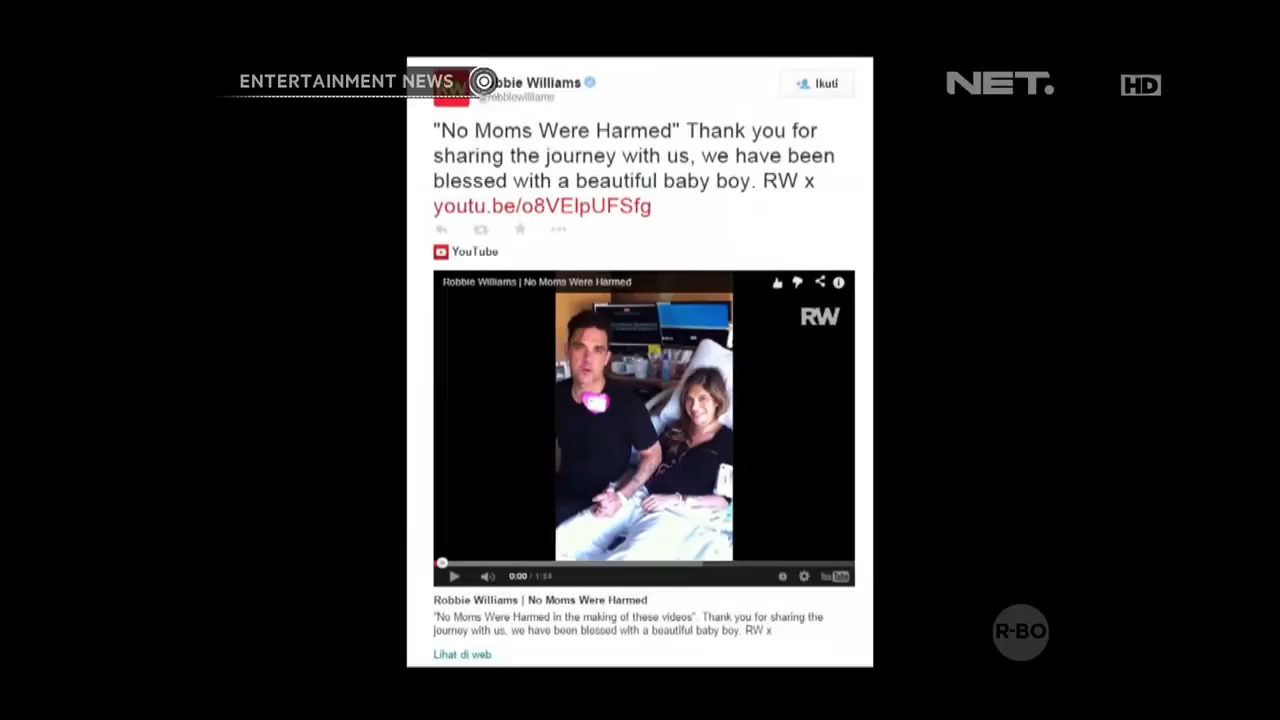 ENTERTAINMENT NEWS
NET.
HD
bbie Williams
@robbiewilliams
Ikuti
"No Moms Were Harmed" Thank you for
sharing the journey with us, we have been
blessed with a beautiful baby boy. RW x
youtu.be/o8VElpUFSfg
YouTube
Robbie Williams | No Moms Were Harmed
RW
0:00 / 1:34
You Tube
Robbie Williams | No Moms Were Harmed
"No Moms Were Harmed in the making of these videos". Thank you for sharing the
journey with us, we have been blessed with a beautiful baby boy. RW x
Lihat di web
R-BO